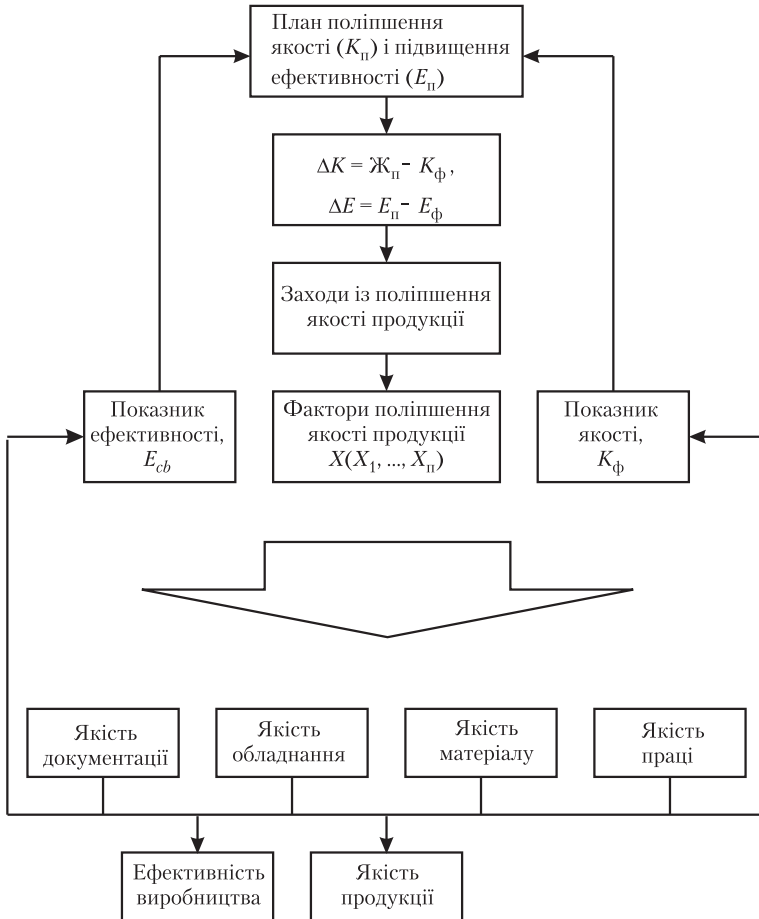 План поліпшення
якості (Kп) і підвищення
ефективності (Eп)
ΔK = Жп − Kф,
ΔE = Eп − Eф
Заходи із поліпшення
якості продукції
Показник
ефективності,
Ecb
Фактори поліпшення
якості продукції
X(X1, ..., Xп)
Показник
якості,
Kф
Якість
документації
Якість
обладнання
Якість
матеріалу
Якість
праці
Ефективність
виробництва
Якість
продукції